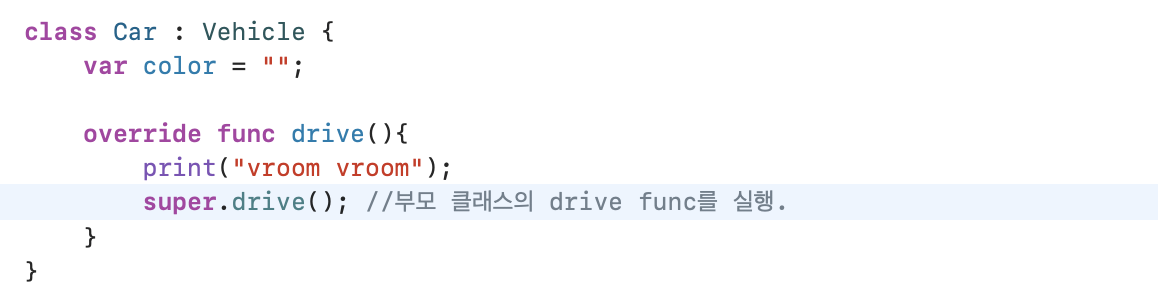 class Car : Vehicle {
    var color = "";

    override func drive(){
        print("vroom vroom");
        super.drive(); //부모 클래스의 drive func를 실행.
    }
}